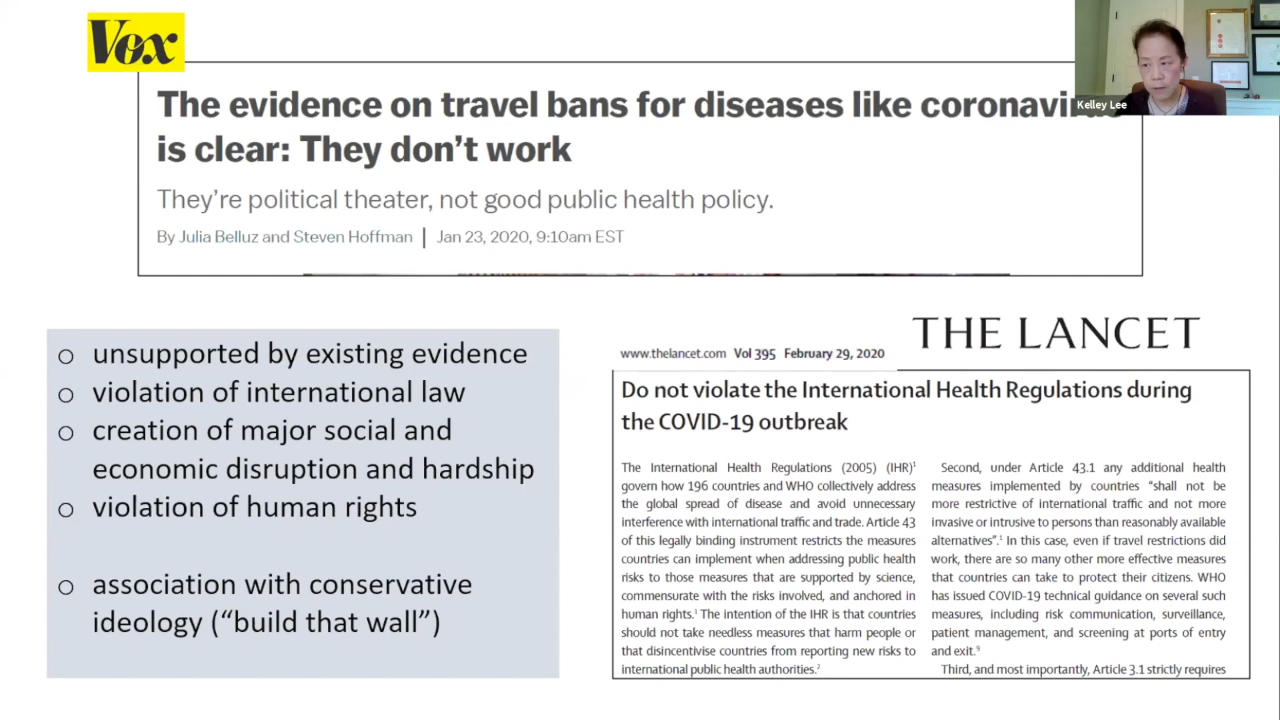 Vox
The evidence on travel bans for diseases like
is clear: They don't work
They're political theater, not good public health policy.
By Julia Belluz and Steven Hoffman | Jan 23, 2020, 9:10am EST
Kelley Lee
○ unsupported by existing evidence
○ violation of international law
○ creation of major social and
economic disruption and hardship
○ violation of human rights
○ association with conservative
ideology ("build that wall")
THE LANCET
www.thelancet.com Vol 395 February 29, 2020
Do not violate the International Health Regulations during
the COVID-19 outbreak
The International Health Regulations (2005) (IHR)¹
govern how 196 countries and WHO collectively address
the global spread of disease and avoid unnecessary
interference with international traffic and trade. Article 43
of this legally binding instrument restricts the measures
countries can implement when addressing public health
risks to those measures that are supported by science,
commensurate with the risks involved, and anchored in
human rights.¹ The intention of the IHR is that countries
should not take needless measures that harm people or
that disincentivise countries from reporting new risks to
international public health authorities.²
Second, under Article 43.1 any additional health
measures implemented by countries "shall not be
more restrictive of international traffic and not more
invasive or intrusive to persons than reasonably available
alternatives".¹ In this case, even if travel restrictions did
work, there are so many other more effective measures
that countries can take to protect their citizens. WHO
has issued COVID-19 technical guidance on several such
measures, including risk communication, surveillance,
patient management, and screening at ports of entry
and exit.⁹
Third, and most importantly, Article 3.1 strictly requires